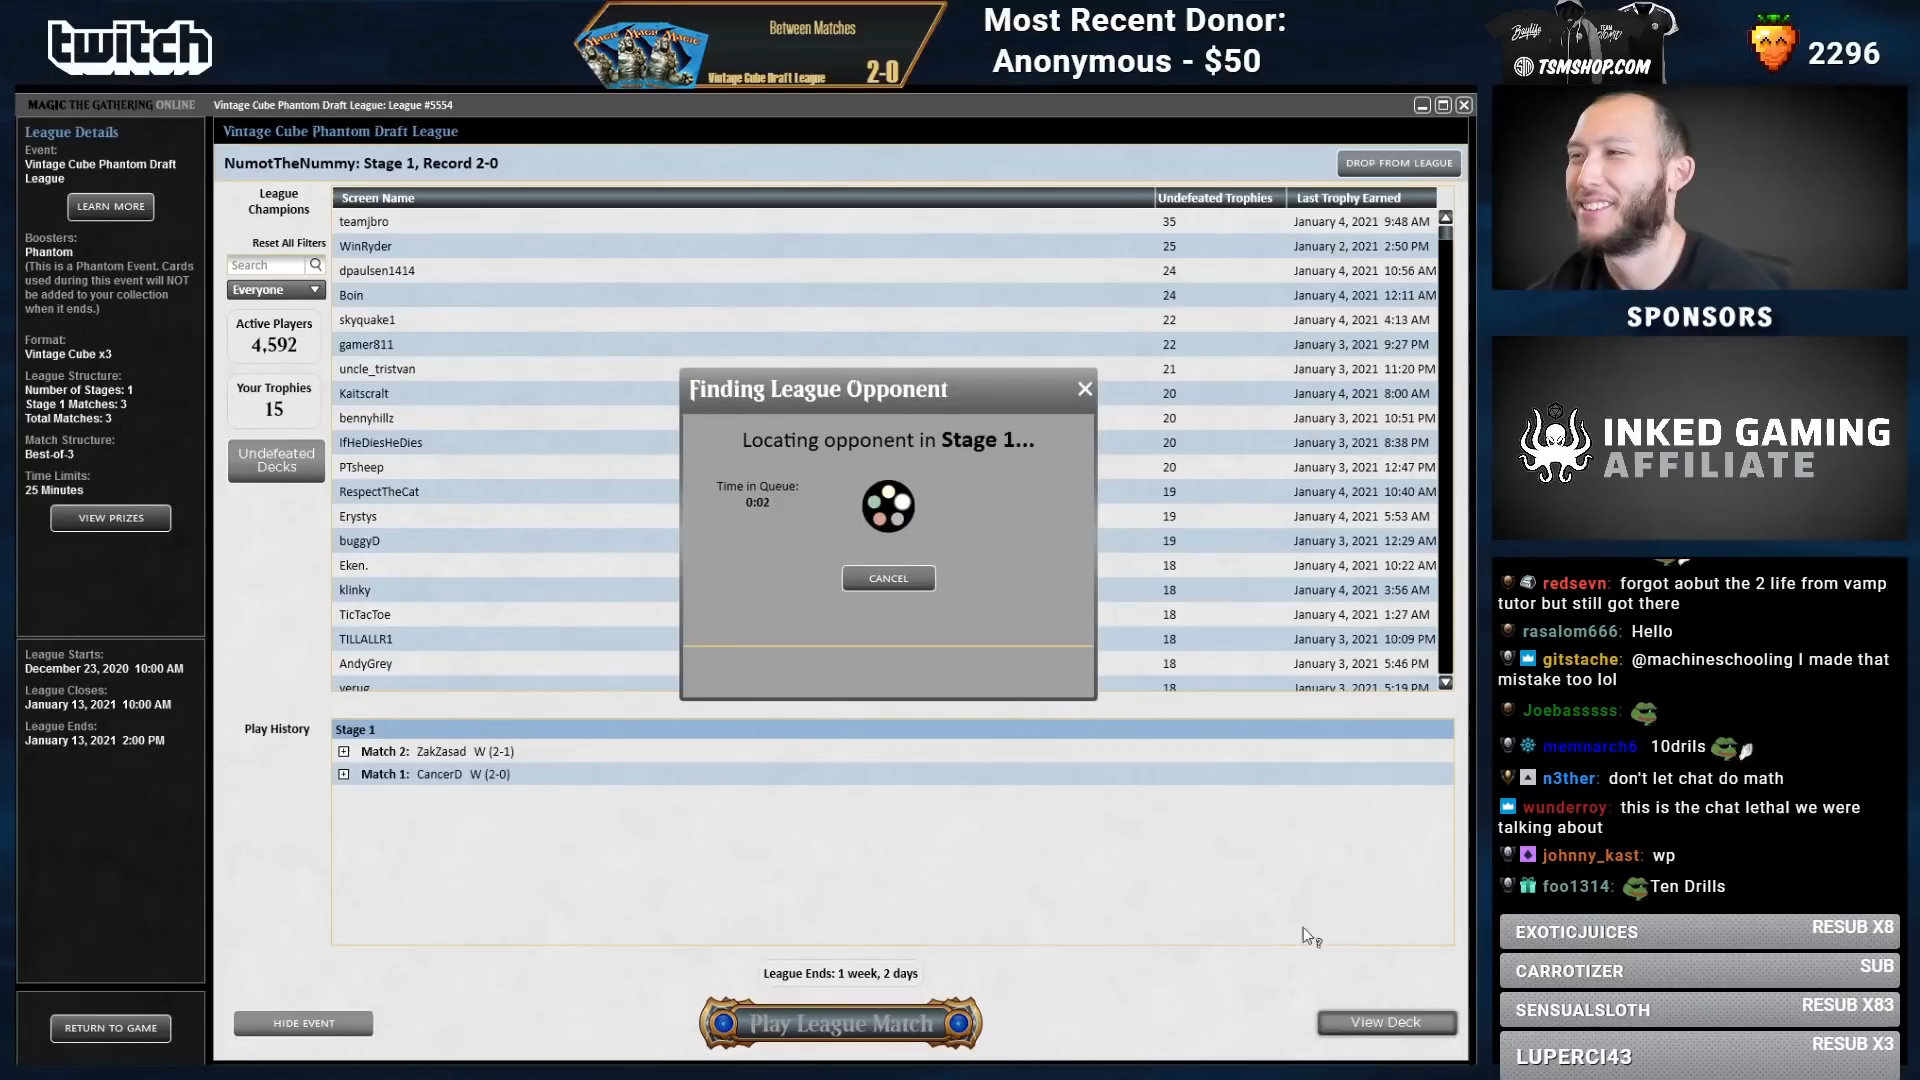 twitch
Between Matches
MAGIC MAGIC MAGIC
Vintage Cube Draft League 2-0
Most Recent Donor:
Anonymous - $50
TSMSHOP.COM
2296
MAGIC THE GATHERING ONLINE
Vintage Cube Phantom Draft League: League #5554
League Details
Event:
Vintage Cube Phantom Draft
League
LEARN MORE
Boosters:
Phantom
(This is a Phantom Event. Cards
used during this event will NOT
be added to your collection
when it ends.)
Format:
Vintage Cube x3
League Structure:
Number of Stages: 1
Stage 1 Matches: 3
Total Matches: 3
Match Structure:
Best-of-3
Time Limits:
25 Minutes
VIEW PRIZES
League Starts:
December 23, 2020 10:00 AM
League Closes:
January 13, 2021 10:00 AM
League Ends:
January 13, 2021 2:00 PM
RETURN TO GAME
Vintage Cube Phantom Draft League
NumotTheNummy: Stage 1, Record 2-0
DROP FROM LEAGUE
League
Champions
Reset All Filters
Search
Everyone
Active Players
4,592
Your Trophies
15
Undefeated
Decks
Screen Name Undefeated Trophies Last Trophy Earned
teamjbro 35 January 4, 2021 9:48 AM
WinRyder 25 January 2, 2021 2:50 PM
dpaulsen1414 24 January 4, 2021 10:56 AM
Boin 24 January 4, 2021 12:11 AM
skyquake1 22 January 4, 2021 4:13 AM
gamer811 22 January 3, 2021 9:27 PM
uncle_tristvan 21 January 3, 2021 11:20 PM
Kaitscralt 20 January 4, 2021 8:00 AM
bennyhillz 20 January 3, 2021 10:51 PM
IfHeDiesHeDies 20 January 3, 2021 8:38 PM
PTsheep 20 January 3, 2021 12:47 PM
RespectTheCat 19 January 4, 2021 10:40 AM
Erystys 19 January 4, 2021 5:53 AM
buggyD 19 January 3, 2021 12:29 AM
Eken. 18 January 4, 2021 10:22 AM
klinky 18 January 4, 2021 3:56 AM
TicTacToe 18 January 4, 2021 1:27 AM
TILLALLR1 18 January 3, 2021 10:09 PM
AndyGrey 18 January 3, 2021 5:46 PM
verug 18 January 3, 2021 5:19 PM
Finding League Opponent
Locating opponent in Stage 1...
Time in Queue:
0:02
CANCEL
Play History
Stage 1
Match 2: ZakZasad W (2-1)
Match 1: CancerD W (2-0)
League Ends: 1 week, 2 days
HIDE EVENT
Play League Match
View Deck
SPONSORS
INKED GAMING
AFFILIATE
redsevn: forgot aobut the 2 life from vamp
tutor but still got there
rasalom666: Hello
gitstache: @machineschooling I made that
mistake too lol
Joebasssss:
memnarch6 10drils
n3ther: don't let chat do math
wunderroy: this is the chat lethal we were
talking about
johnny_kast: wp
foo1314: Ten Drills
EXOTICJUICES RESUB X8
CARROTIZER SUB
SENSUALSLOTH RESUB X83
LUPERCI43 RESUB X3